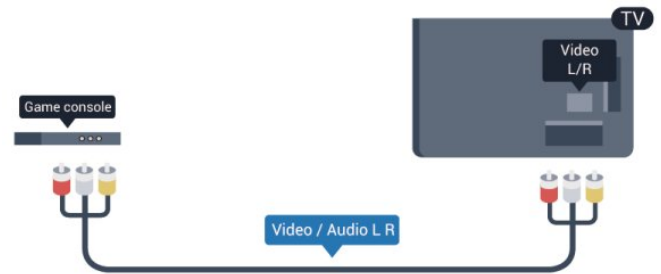 TV
Video
L/R
Game console
Video / Audio L R